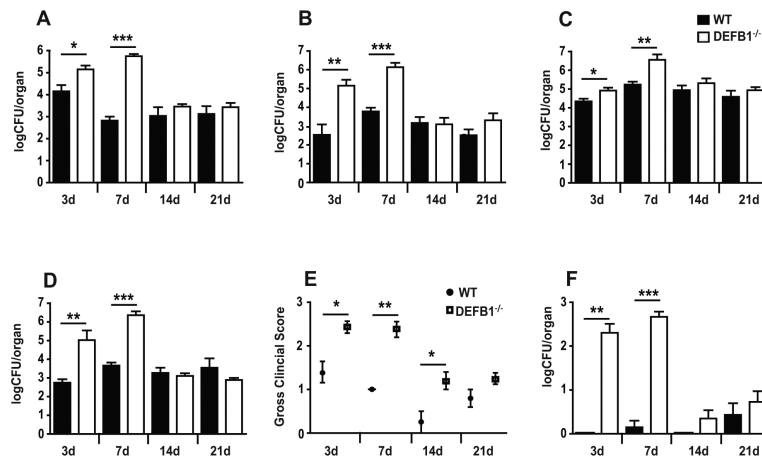 A
logCFU/organ
6
5
4
3
2
1
0
*
***
3d 7d 14d 21d
B
logCFU/organ
7
6
5
4
3
2
1
0
**
***
3d 7d 14d 21d
C
WT
DEFB1-/-
logCFU/organ
7
6
5
4
3
2
1
0
*
**
3d 7d 14d 21d
D
logCFU/organ
7
6
5
4
3
2
1
0
**
***
3d 7d 14d 21d
E
WT
DEFB1-/-
Gross Clincial Score
3
2
1
0
*
**
*
3d 7d 14d 21d
F
logCFU/organ
3
2
1
0
**
***
3d 7d 14d 21d